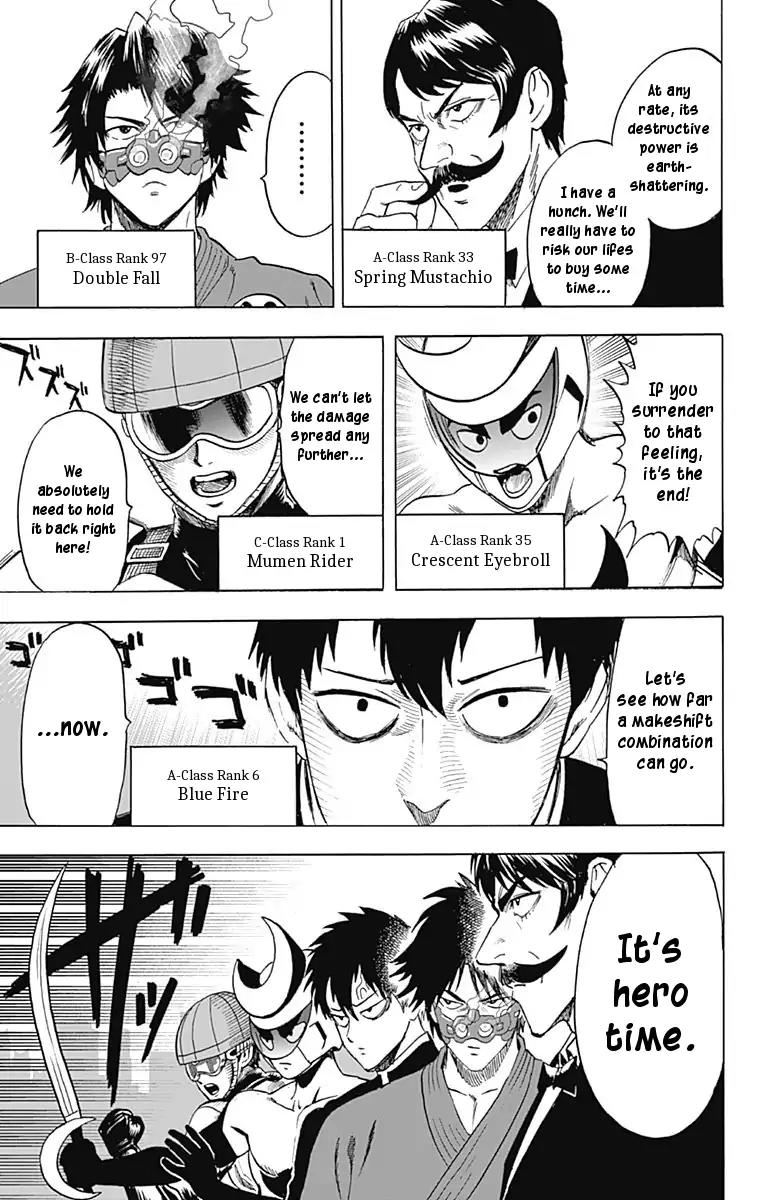 At any
rate, its
destructive
power is
earth-
shattering.
I have a
hunch. We'll
really have to
risk our lifes
to buy some
time...
A-Class Rank 33
Spring Mustachio
.......
B-Class Rank 97
Double Fall
If you
surrender
to that
feeling,
it's the
end!
A-Class Rank 35
Crescent Eyebroll
We can't let
the damage
spread any
further...
We
absolutely
need to hold
it back right
here!
C-Class Rank 1
Mumen Rider
ズズズ
Let's
see how far
a makeshift
combination
can go.
...now.
A-Class Rank 6
Blue Fire
ゴゴゴゴゴ
It's
hero
time.